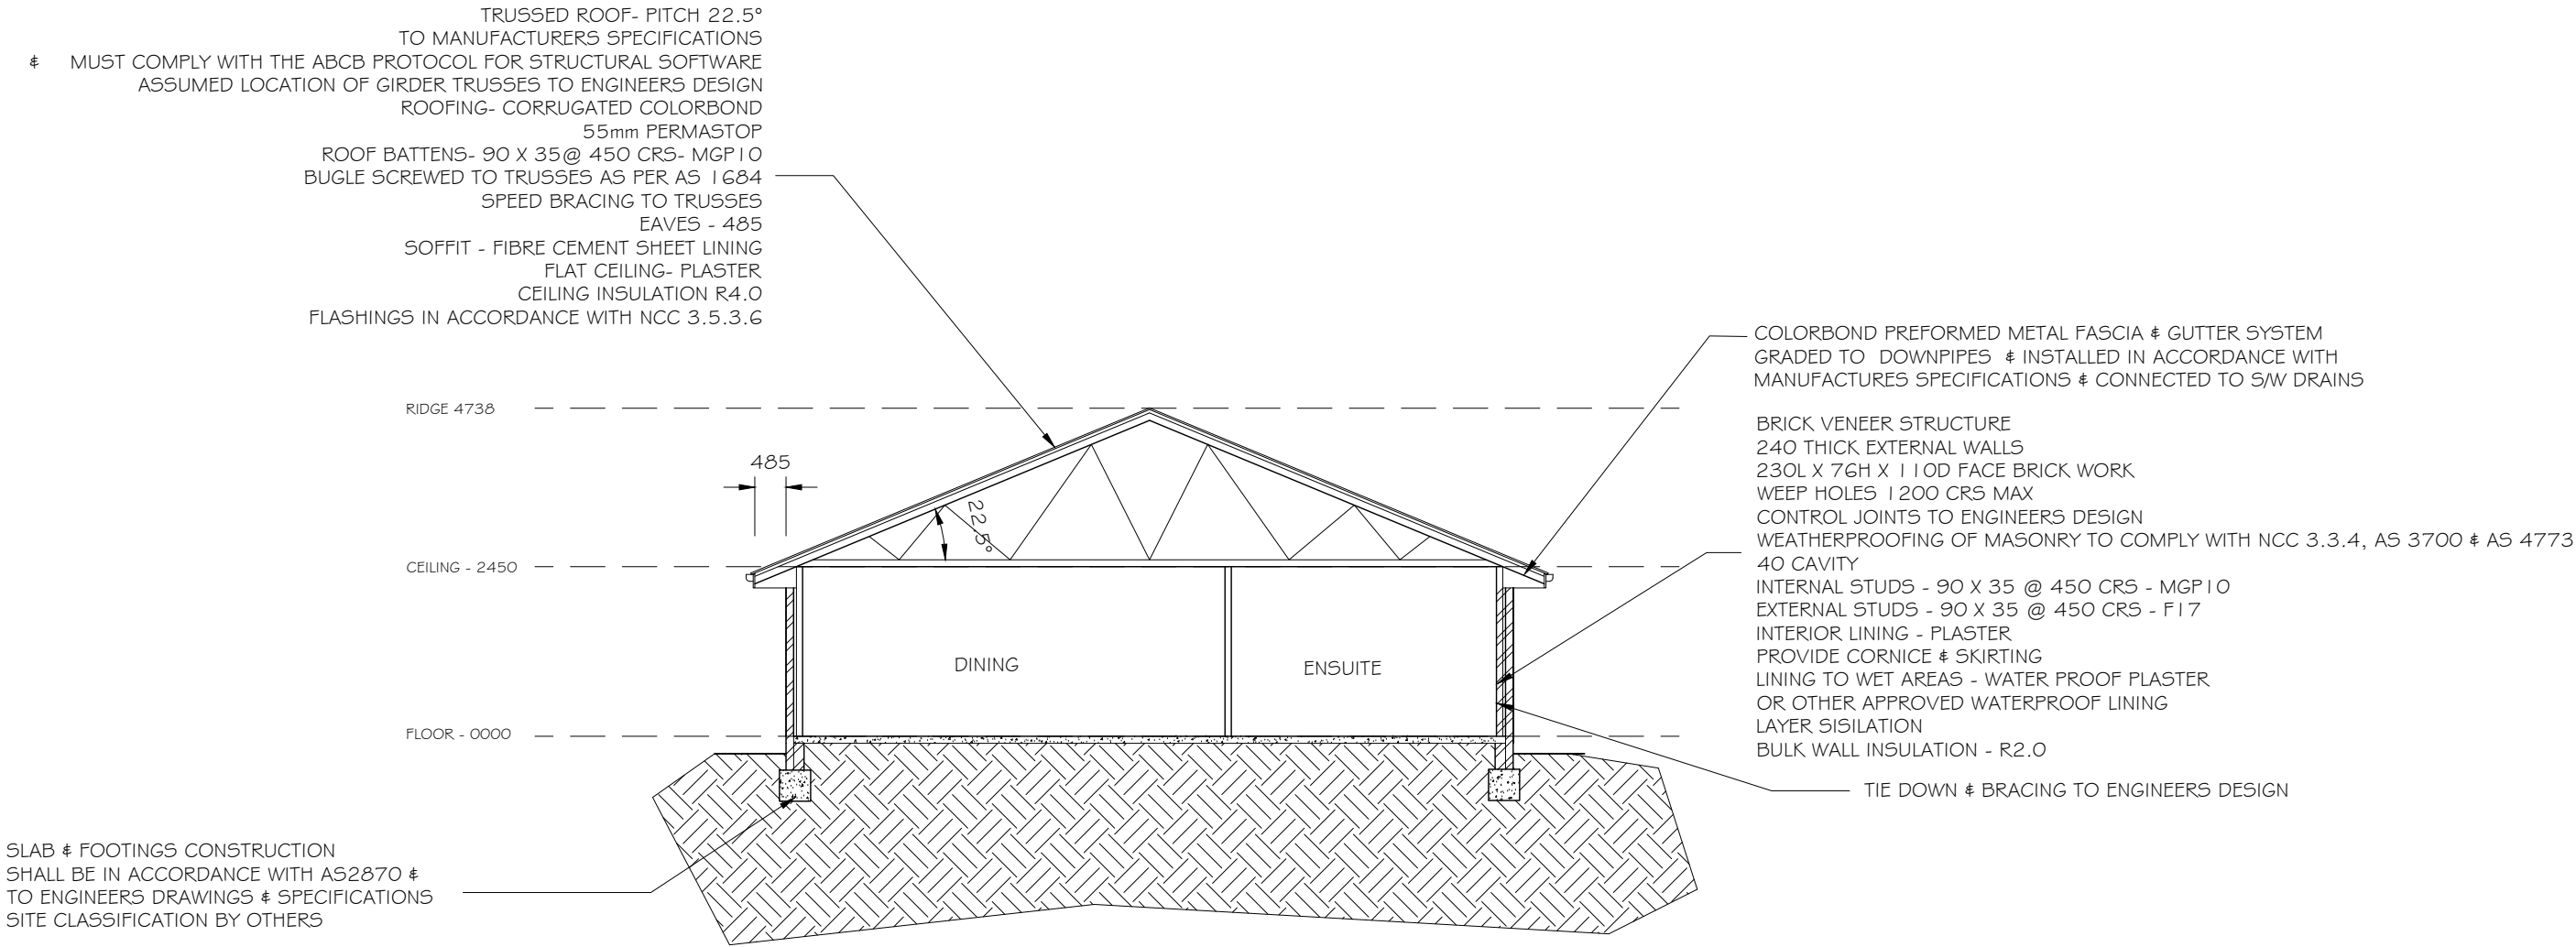 TRUSSED ROOF- PITCH 22.5°
TO MANUFACTURERS SPECIFICATIONS
& MUST COMPLY WITH THE ABCB PROTOCOL FOR STRUCTURAL SOFTWARE
ASSUMED LOCATION OF GIRDER TRUSSES TO ENGINEERS DESIGN
ROOFING- CORRUGATED COLORBOND
55mm PERMASTOP
ROOF BATTENS- 90 X 35@ 450 CRS- MGP10
BUGLE SCREWED TO TRUSSES AS PER AS 1684
SPEED BRACING TO TRUSSES
EAVES - 485
SOFFIT - FIBRE CEMENT SHEET LINING
FLAT CEILING- PLASTER
CEILING INSULATION R4.0
FLASHINGS IN ACCORDANCE WITH NCC 3.5.3.6
COLORBOND PREFORMED METAL FASCIA & GUTTER SYSTEM
GRADED TO DOWNPIPES & INSTALLED IN ACCORDANCE WITH
MANUFACTURES SPECIFICATIONS & CONNECTED TO S/W DRAINS
RIDGE 4738
485
22.5°
CEILING - 2450
DINING
ENSUITE
FLOOR - 0000
BRICK VENEER STRUCTURE
240 THICK EXTERNAL WALLS
230L X 76H X 110D FACE BRICK WORK
WEEP HOLES 1200 CRS MAX
CONTROL JOINTS TO ENGINEERS DESIGN
WEATHERPROOFING OF MASONRY TO COMPLY WITH NCC 3.3.4, AS 3700 & AS 4773
40 CAVITY
INTERNAL STUDS - 90 X 35 @ 450 CRS - MGP10
EXTERNAL STUDS - 90 X 35 @ 450 CRS - F17
INTERIOR LINING - PLASTER
PROVIDE CORNICE & SKIRTING
LINING TO WET AREAS - WATER PROOF PLASTER
OR OTHER APPROVED WATERPROOF LINING
LAYER SISILATION
BULK WALL INSULATION - R2.0
TIE DOWN & BRACING TO ENGINEERS DESIGN
SLAB & FOOTINGS CONSTRUCTION
SHALL BE IN ACCORDANCE WITH AS2870 &
TO ENGINEERS DRAWINGS & SPECIFICATIONS
SITE CLASSIFICATION BY OTHERS